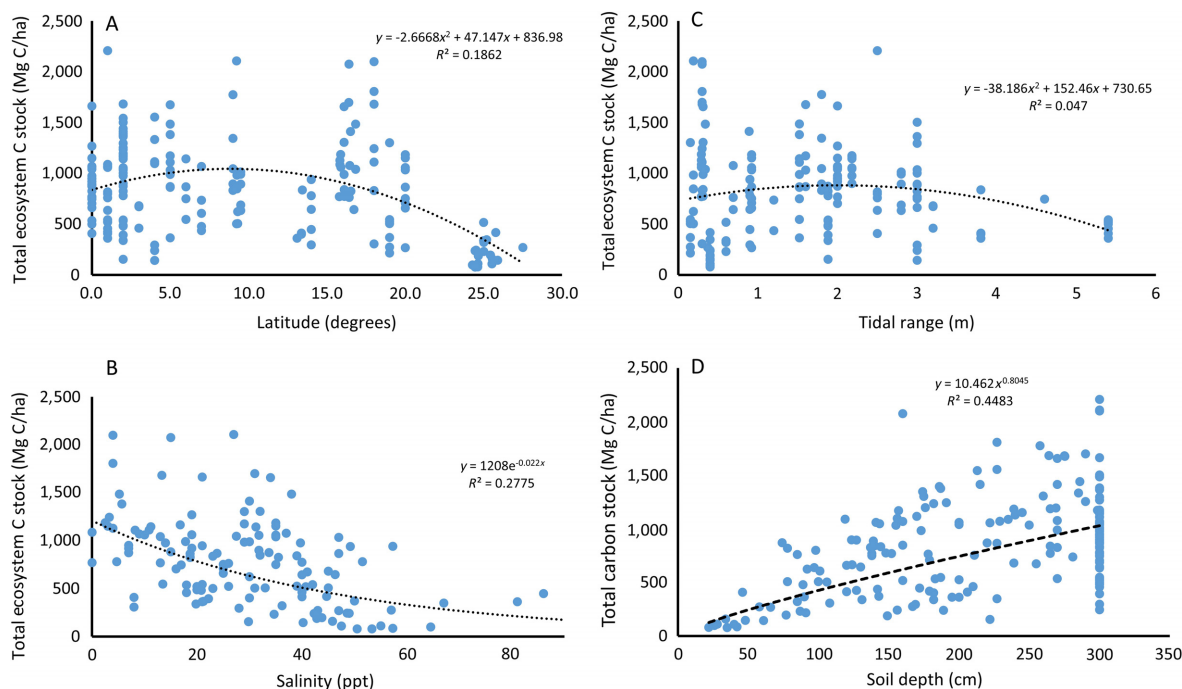 A
y = -2.6668x² + 47.147x + 836.98
R² = 0.1862
Total ecosystem C stock (Mg C/ha)
2,500
2,000
1,500
1,000
500
0
0.0 5.0 10.0 15.0 20.0 25.0 30.0
Latitude (degrees)
C
y = -38.186x² + 152.46x + 730.65
R² = 0.047
Total ecosystem C stock (Mg C/ha)
2,500
2,000
1,500
1,000
500
0
0 1 2 3 4 5 6
Tidal range (m)
B
y = 1208e^-0.022x
R² = 0.2775
Total ecosystem C stock (Mg C/ha)
2,500
2,000
1,500
1,000
500
0
0 20 40 60 80
Salinity (ppt)
D
y = 10.462x^0.8045
R² = 0.4483
Total carbon stock (Mg C/ha)
2,500
2,000
1,500
1,000
500
0
0 50 100 150 200 250 300 350
Soil depth (cm)